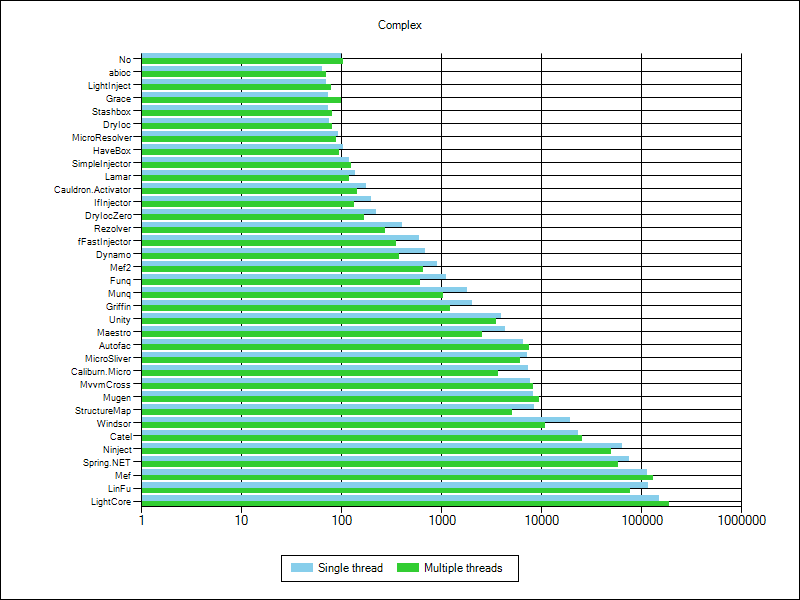 Complex
No
abioc
LightInject
Grace
Stashbox
DryIoc
MicroResolver
HaveBox
SimpleInjector
Lamar
Cauldron.Activator
IfInjector
DryIocZero
Rezolver
fFastInjector
Dynamo
Mef2
Funq
Munq
Griffin
Unity
Maestro
Autofac
MicroSliver
Caliburn.Micro
MvvmCross
Mugen
StructureMap
Windsor
Catel
Ninject
Spring.NET
Mef
LinFu
LightCore
1 10 100 1000 10000 100000 1000000
Single thread Multiple threads